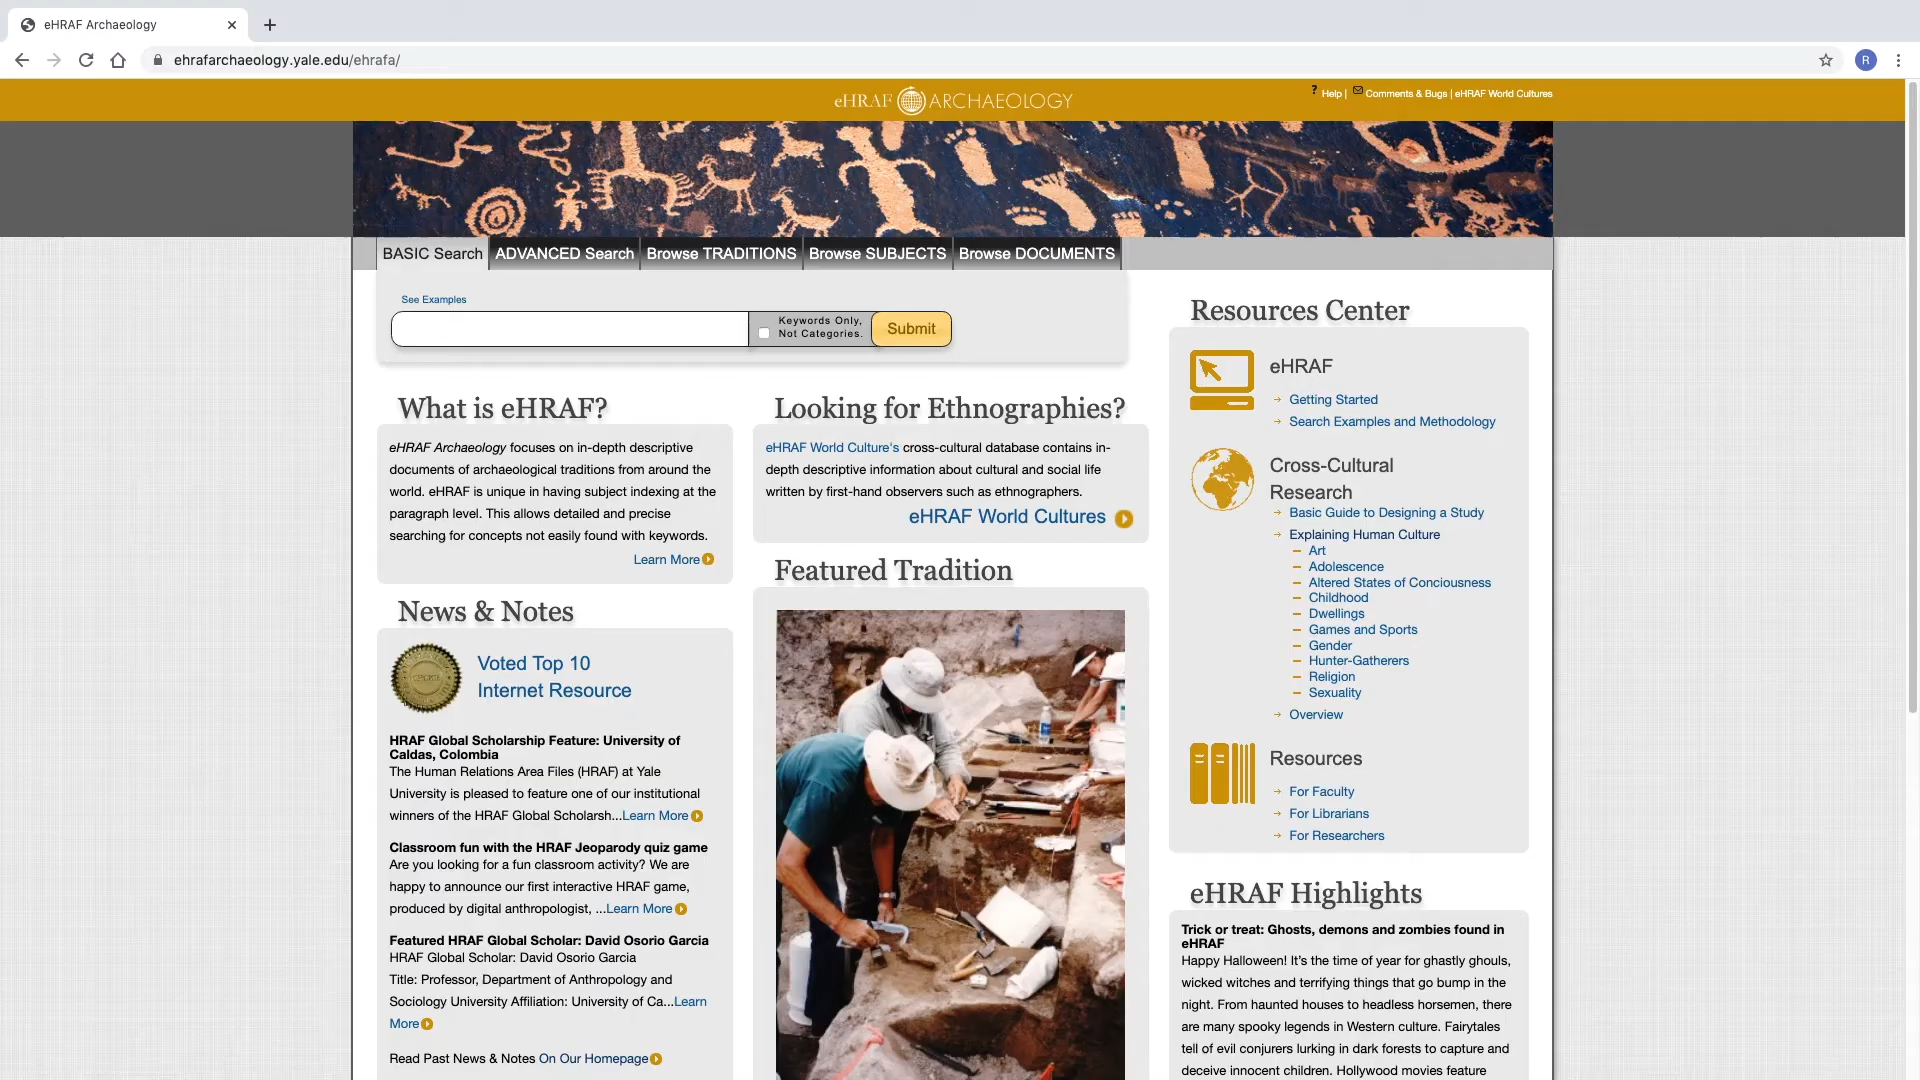 eHRAF Archaeology
ehrafarchaeology.yale.edu/ehrafa/
R
eHRAF ARCHAEOLOGY
? Help | Comments & Bugs | eHRAF World Cultures
BASIC Search
ADVANCED Search
Browse TRADITIONS
Browse SUBJECTS
Browse DOCUMENTS
See Examples
Keywords Only,
Not Categories.
Submit
What is eHRAF?
eHRAF Archaeology focuses on in-depth descriptive
documents of archaeological traditions from around the
world. eHRAF is unique in having subject indexing at the
paragraph level. This allows detailed and precise
searching for concepts not easily found with keywords.
Learn More
News & Notes
Voted Top 10
Internet Resource
HRAF Global Scholarship Feature: University of
Caldas, Colombia
The Human Relations Area Files (HRAF) at Yale
University is pleased to feature one of our institutional
winners of the HRAF Global Scholarsh...Learn More
Classroom fun with the HRAF Jeoparody quiz game
Are you looking for a fun classroom activity? We are
happy to announce our first interactive HRAF game,
produced by digital anthropologist, ...Learn More
Featured HRAF Global Scholar: David Osorio Garcia
HRAF Global Scholar: David Osorio Garcia
Title: Professor, Department of Anthropology and
Sociology University Affiliation: University of Ca...Learn
More
Read Past News & Notes On Our Homepage
Looking for Ethnographies?
eHRAF World Culture's cross-cultural database contains in-
depth descriptive information about cultural and social life
written by first-hand observers such as ethnographers.
eHRAF World Cultures
Featured Tradition
Resources Center
eHRAF
Getting Started
Search Examples and Methodology
Cross-Cultural
Research
Basic Guide to Designing a Study
Explaining Human Culture
Art
Adolescence
Altered States of Conciousness
Childhood
Dwellings
Games and Sports
Gender
Hunter-Gatherers
Religion
Sexuality
Overview
Resources
For Faculty
For Librarians
For Researchers
eHRAF Highlights
Trick or treat: Ghosts, demons and zombies found in
eHRAF
Happy Halloween! It's the time of year for ghastly ghouls,
wicked witches and terrifying things that go bump in the
night. From haunted houses to headless horsemen, there
are many spooky legends in Western culture. Fairytales
tell of evil conjurers lurking in dark forests to capture and
deceive innocent children. Hollywood movies feature